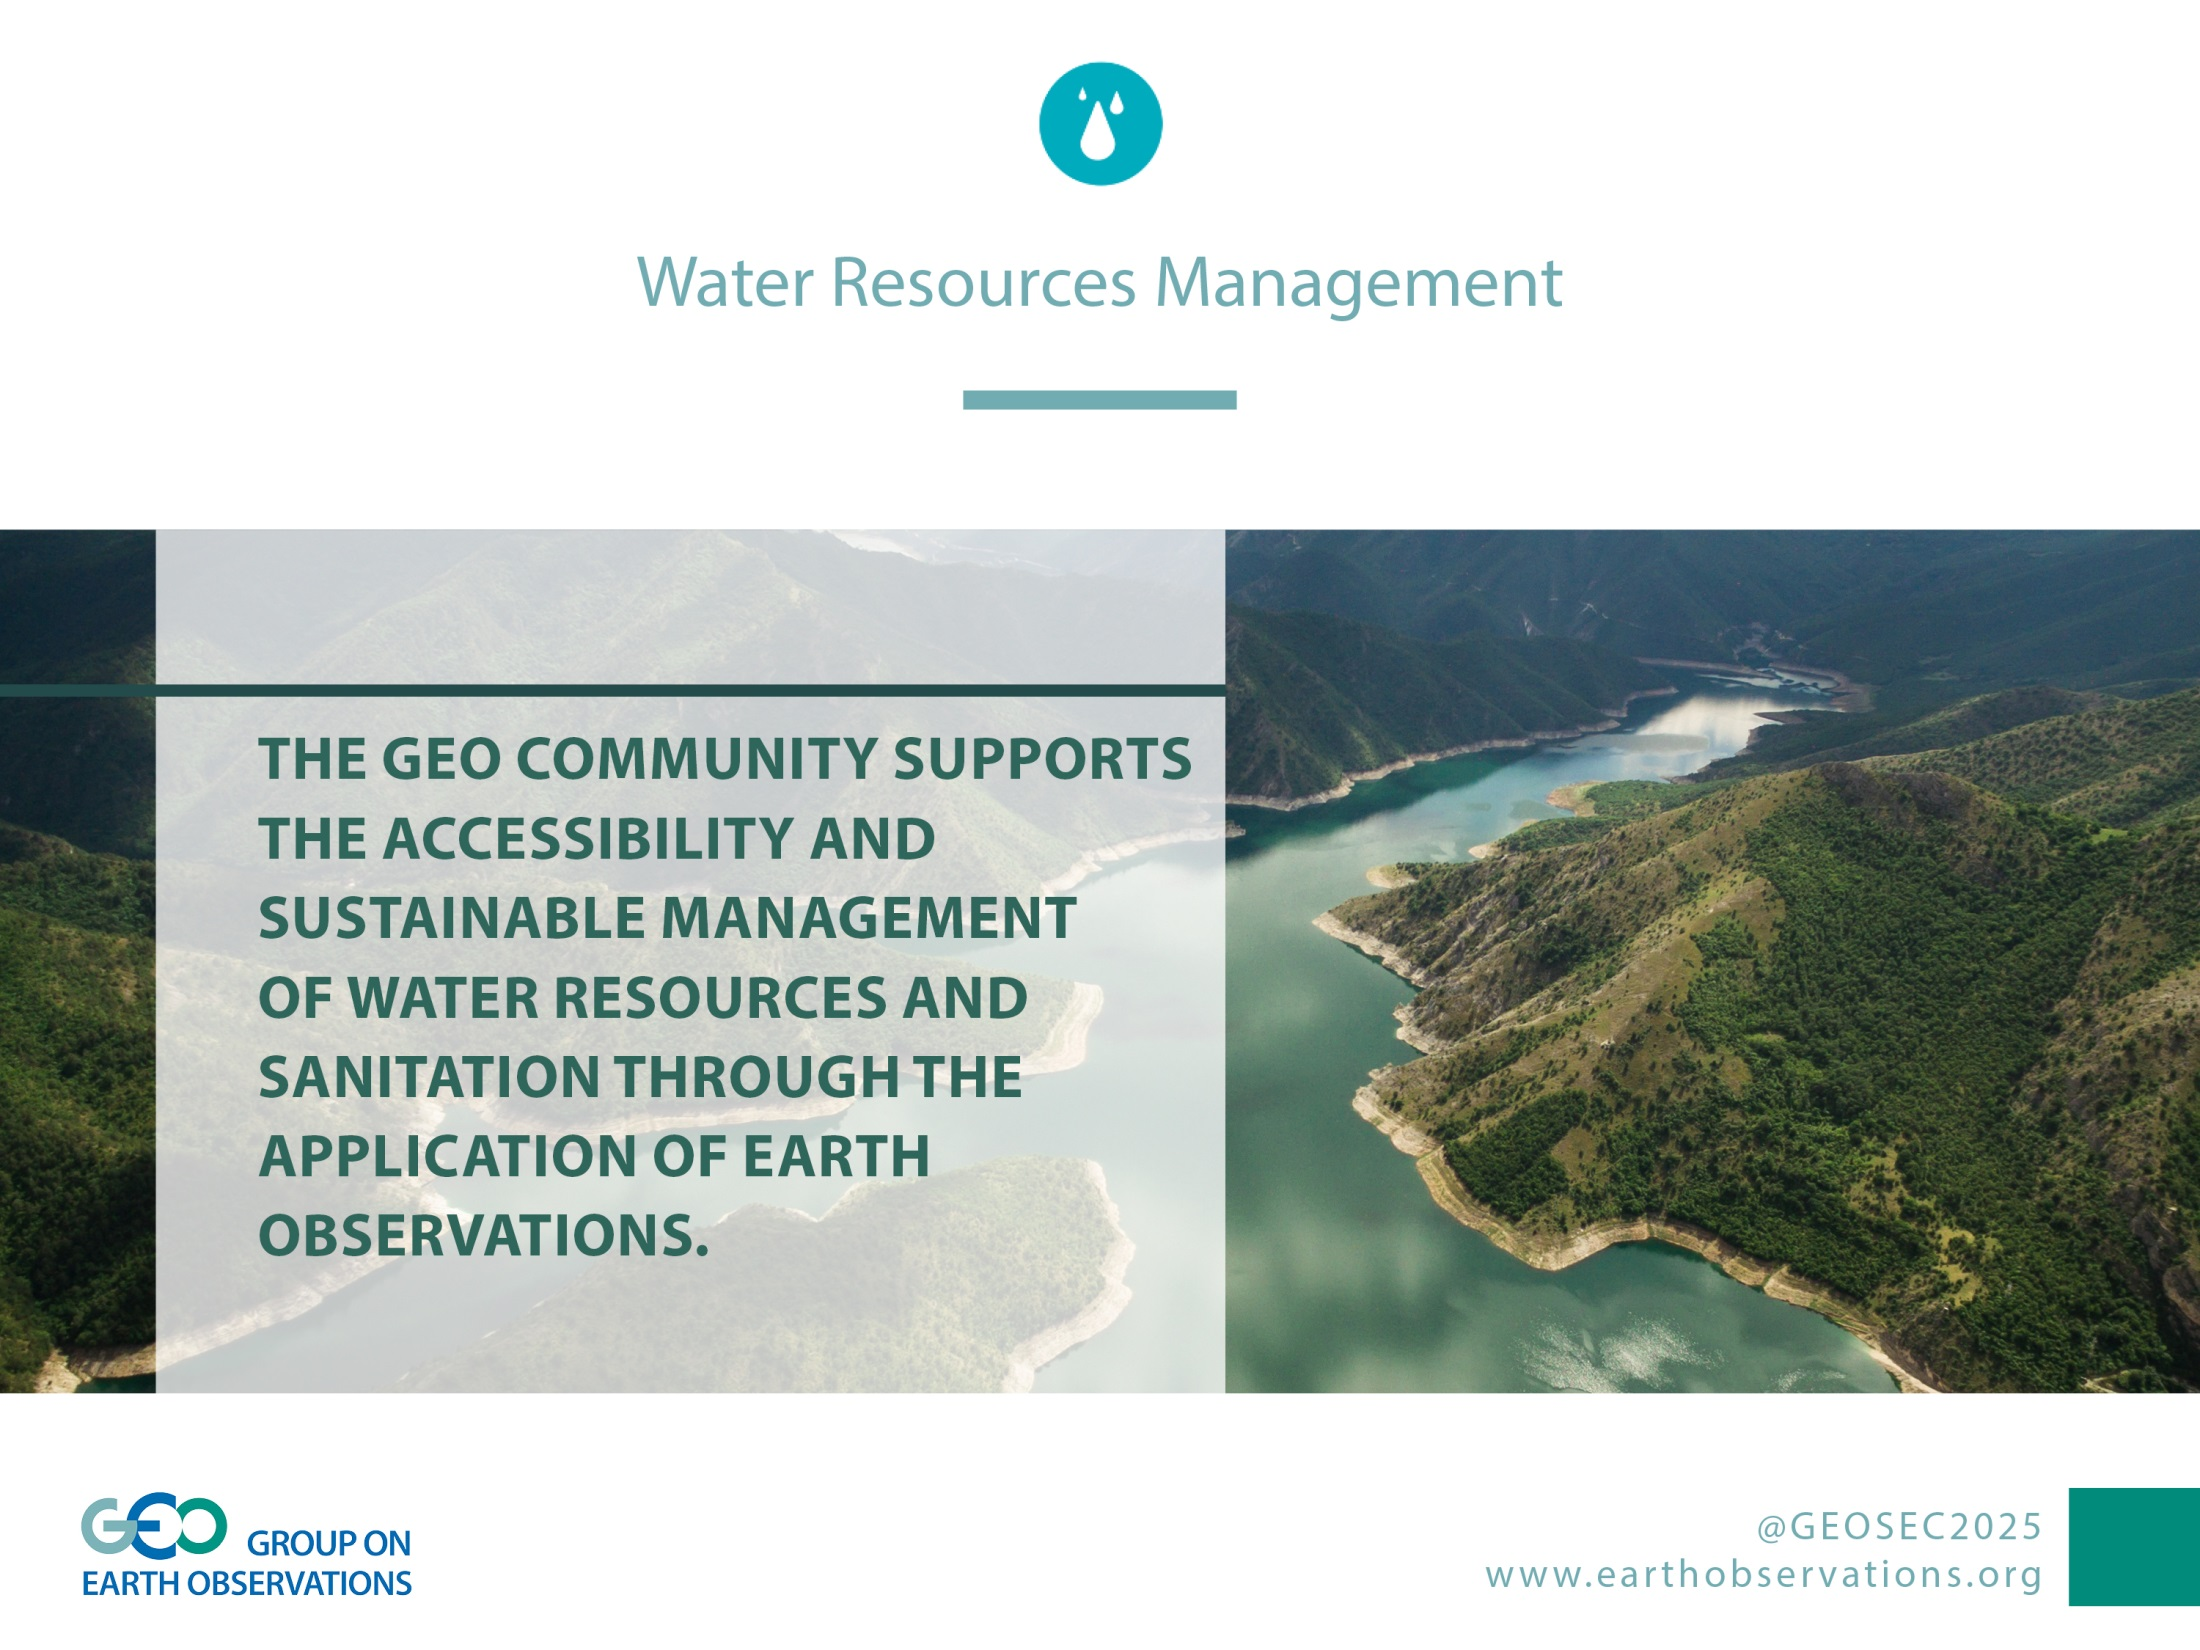 Water Resources Management
THE GEO COMMUNITY SUPPORTS
THE ACCESSIBILITY AND
SUSTAINABLE MANAGEMENT
OF WATER RESOURCES AND
SANITATION THROUGH THE
APPLICATION OF EARTH
OBSERVATIONS.
GEO GROUP ON
EARTH OBSERVATIONS
@GEOSEC2025
www.earthobservations.org